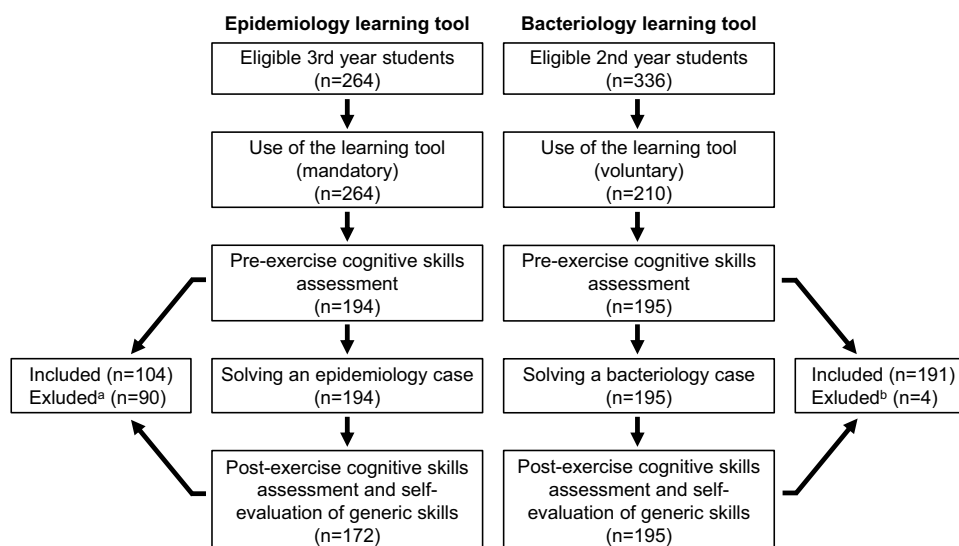 Epidemiology learning tool
Bacteriology learning tool
Eligible 3rd year students
(n=264)
Eligible 2nd year students
(n=336)
Use of the learning tool
(mandatory)
(n=264)
Use of the learning tool
(voluntary)
(n=210)
Pre-exercise cognitive skills
assessment
(n=194)
Pre-exercise cognitive skills
assessment
(n=195)
Included (n=104)
Exludedᵃ (n=90)
Solving an epidemiology case
(n=194)
Solving a bacteriology case
(n=195)
Included (n=191)
Exludedᵇ (n=4)
Post-exercise cognitive skills
assessment and self-
evaluation of generic skills
(n=172)
Post-exercise cognitive skills
assessment and self-
evaluation of generic skills
(n=195)